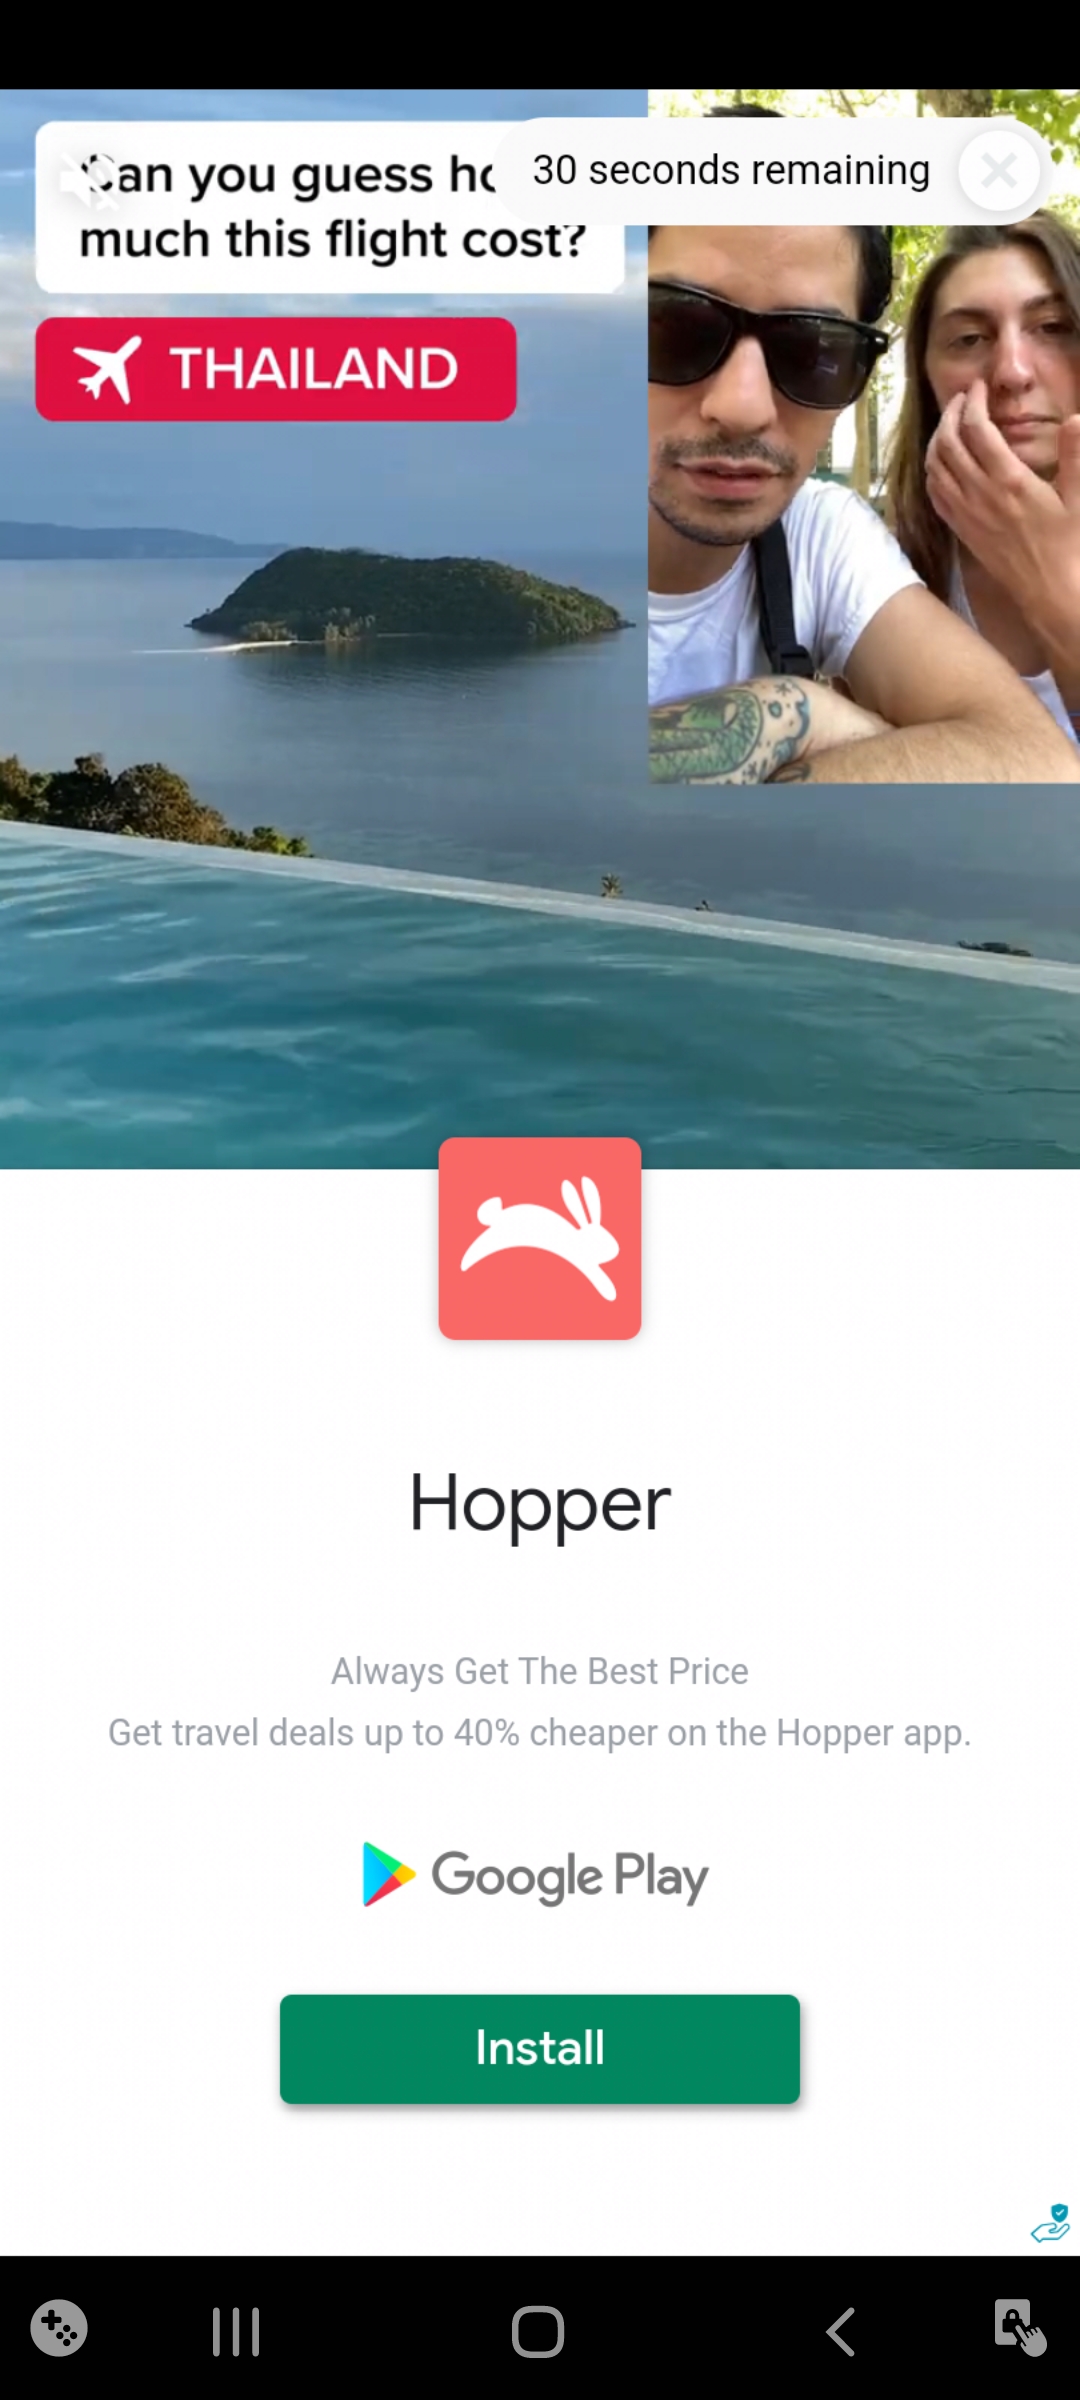 Can you guess ho
much this flight cost?
30 seconds remaining
THAILAND
Hopper
Always Get The Best Price
Get travel deals up to 40% cheaper on the Hopper app.
Google Play
Install